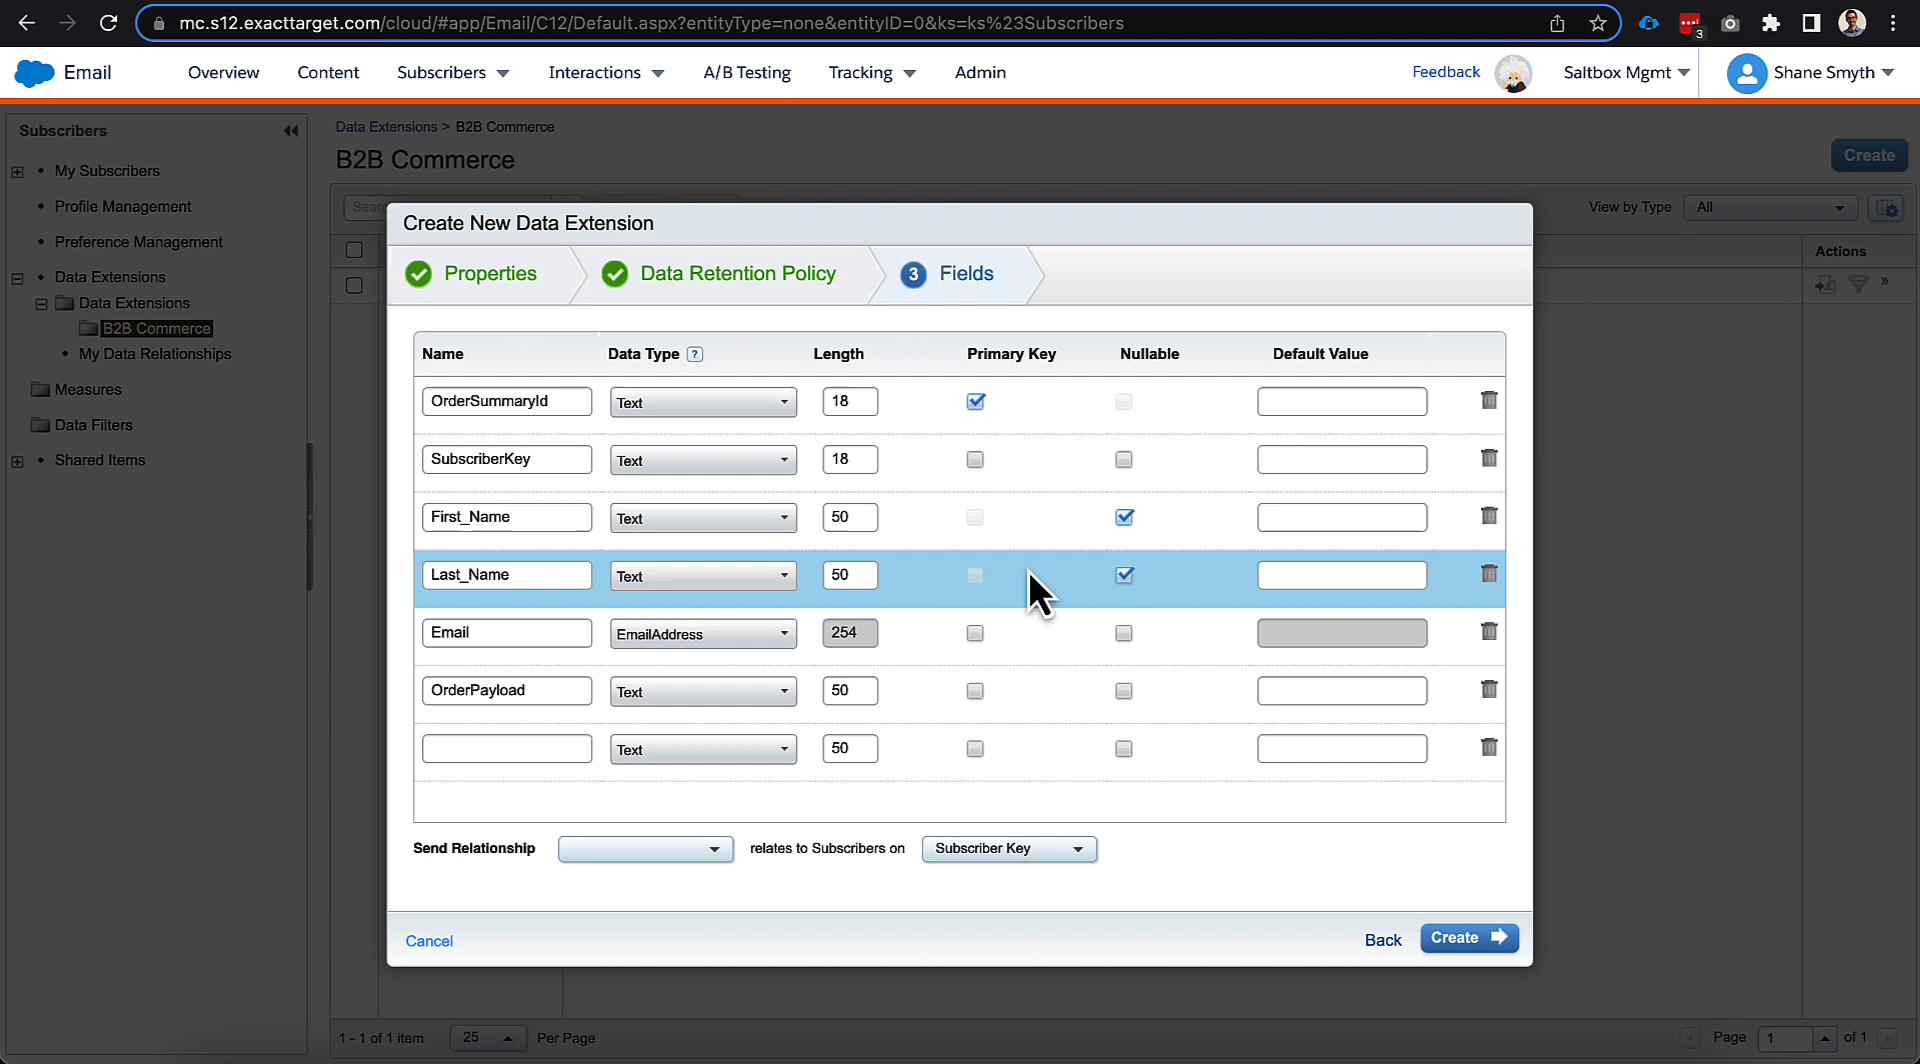 mc.s12.exacttarget.com/cloud/#app/Email/C12/Default.aspx?entityType=none&entityID=0&ks=ks%23Subscribers
3
Email
Overview
Content
Subscribers
Interactions
A/B Testing
Tracking
Admin
Feedback
Saltbox Mgmt
Shane Smyth
Subscribers
My Subscribers
Profile Management
Preference Management
Data Extensions
Data Extensions
B2B Commerce
My Data Relationships
Measures
Data Filters
Shared Items
Data Extensions > B2B Commerce
B2B Commerce
Create
View by Type
All
Actions
Create New Data Extension
Properties
Data Retention Policy
3 Fields
Name Data Type ? Length Primary Key Nullable Default Value
OrderSummaryId Text 18
SubscriberKey Text 18
First_Name Text 50
Last_Name Text 50
Email EmailAddress 254
OrderPayload Text 50
Text 50
Send Relationship relates to Subscribers on Subscriber Key
Cancel
Back
Create
1 - 1 of 1 item 25 Per Page
Page 1 of 1